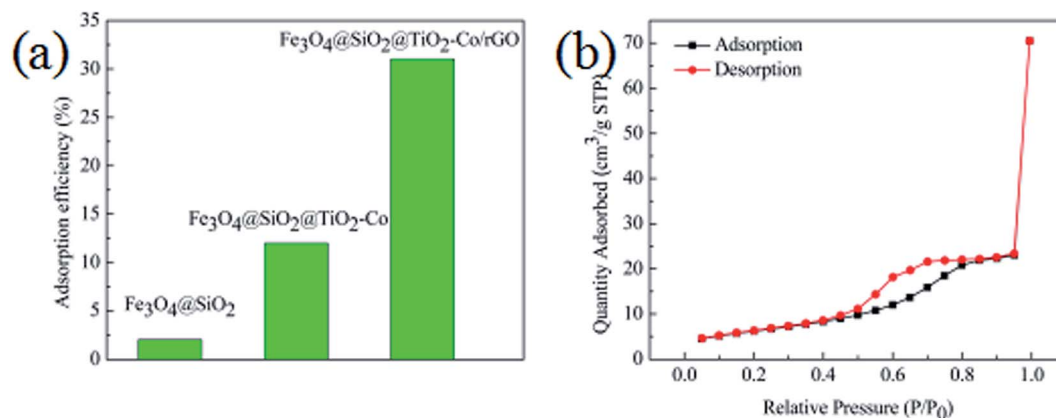 (a)
Adsorption efficiency (%)
35
30
25
20
15
10
5
0
Fe₃O₄@SiO₂
Fe₃O₄@SiO₂@TiO₂-Co
Fe₃O₄@SiO₂@TiO₂-Co/rGO
(b)
Quantity Adsorbed (cm³/g STP)
70
60
50
40
30
20
10
0
Adsorption
Desorption
0.0 0.2 0.4 0.6 0.8 1.0
Relative Pressure (P/P₀)